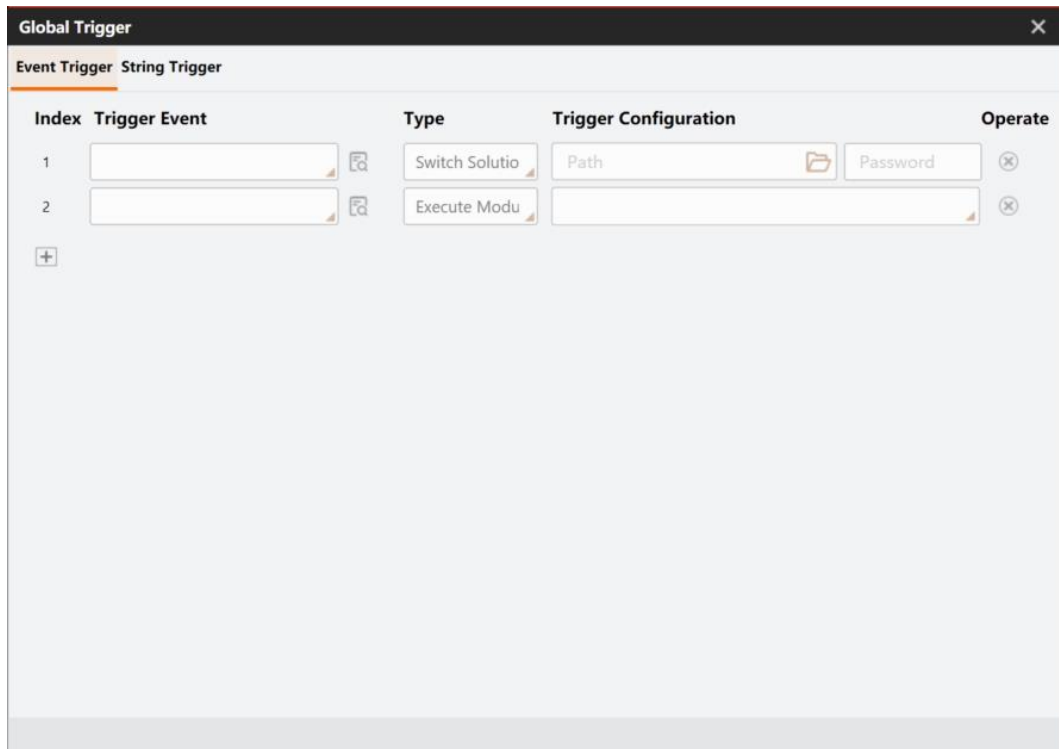 Global Trigger
Event Trigger String Trigger
Index Trigger Event Type Trigger Configuration Operate
1 Switch Solutio Path Password
2 Execute Modu